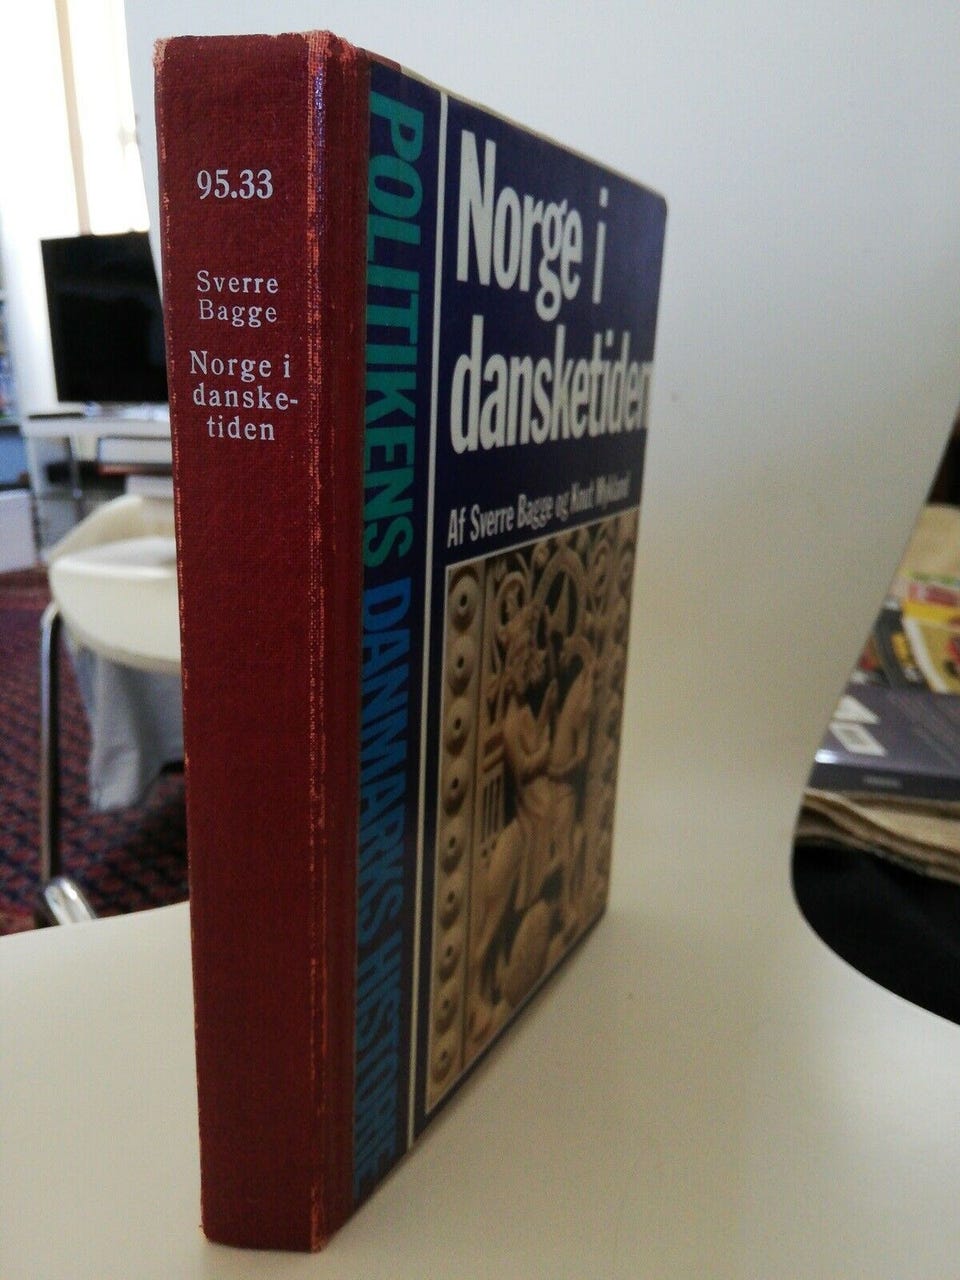 95.33
Sverre
Bagge
Norge i
danske-
tiden
POLITIKENS DANMARKS HISTORIE
Norge i
dansketiden
Af Sverre Bagge og Knut Mykland